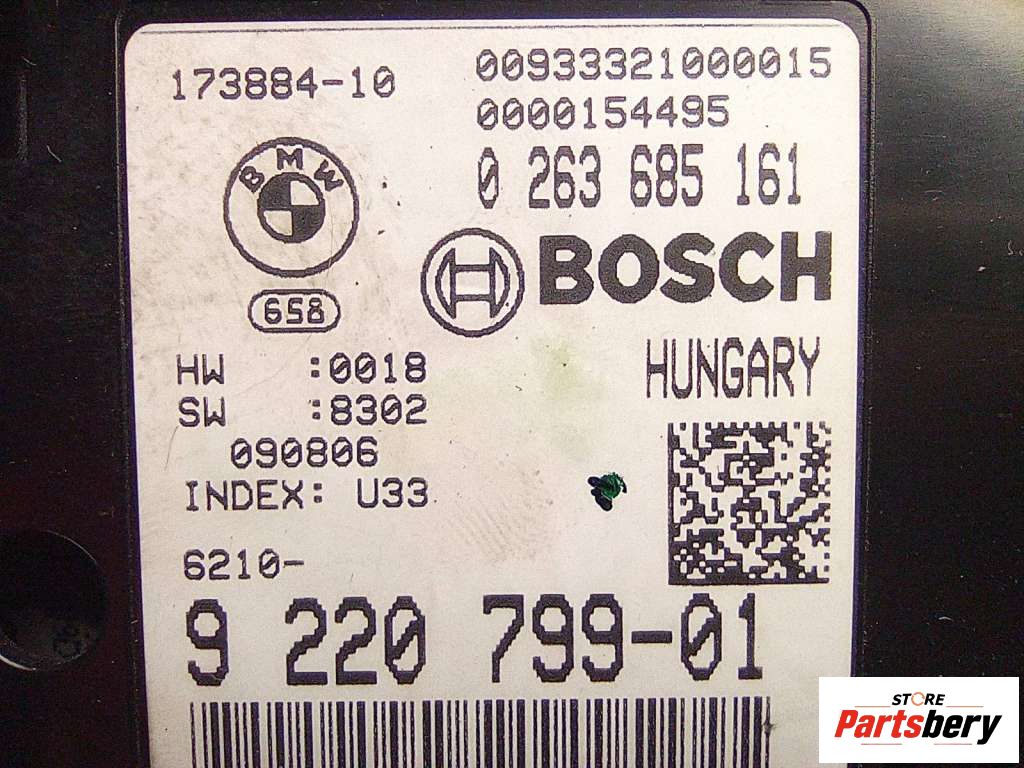 173884-10
00933321000015
0000154495
0 263 685 161
BMW
BOSCH
658
HUNGARY
HW :0018
SW :8302
090806
INDEX: U33
6210-
9 220 799-01
STORE
Partsbery